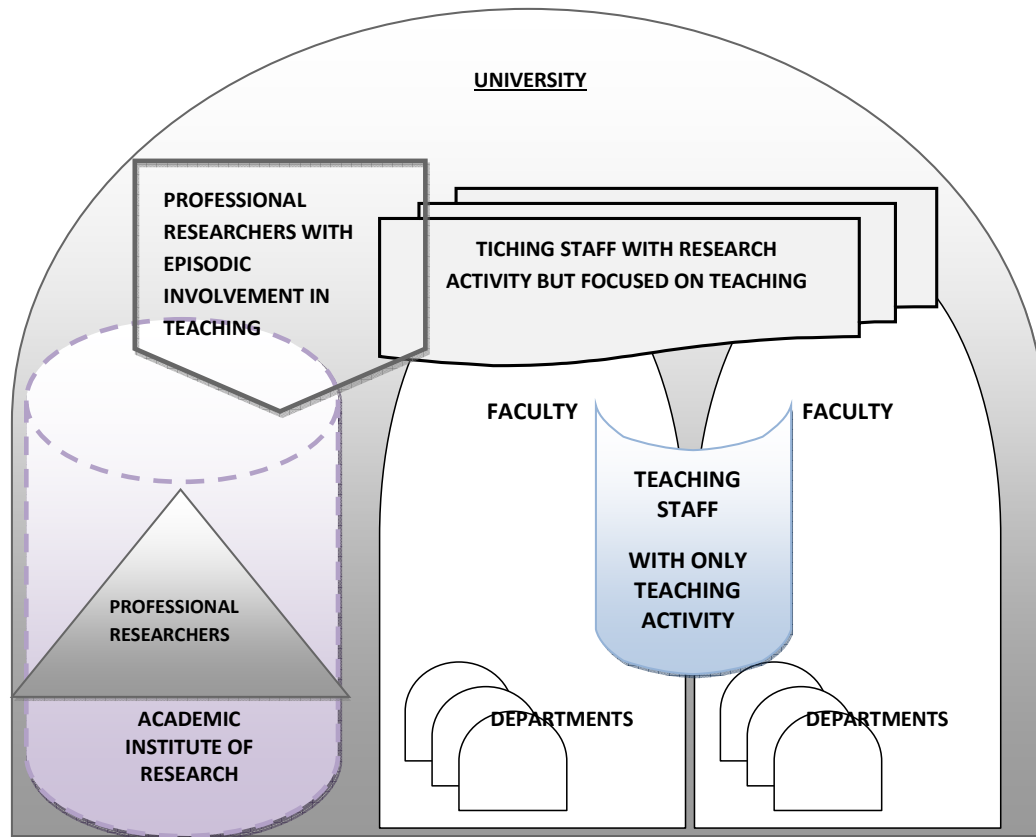 UNIVERSITY
PROFESSIONAL
RESEARCHERS WITH
EPISODIC
INVOLVEMENT IN
TEACHING
TICHING STAFF WITH RESEARCH
ACTIVITY BUT FOCUSED ON TEACHING
FACULTY
FACULTY
TEACHING
STAFF
WITH ONLY
TEACHING
ACTIVITY
PROFESSIONAL
RESEARCHERS
ACADEMIC
INSTITUTE OF
RESEARCH
DEPARTMENTS
DEPARTMENTS